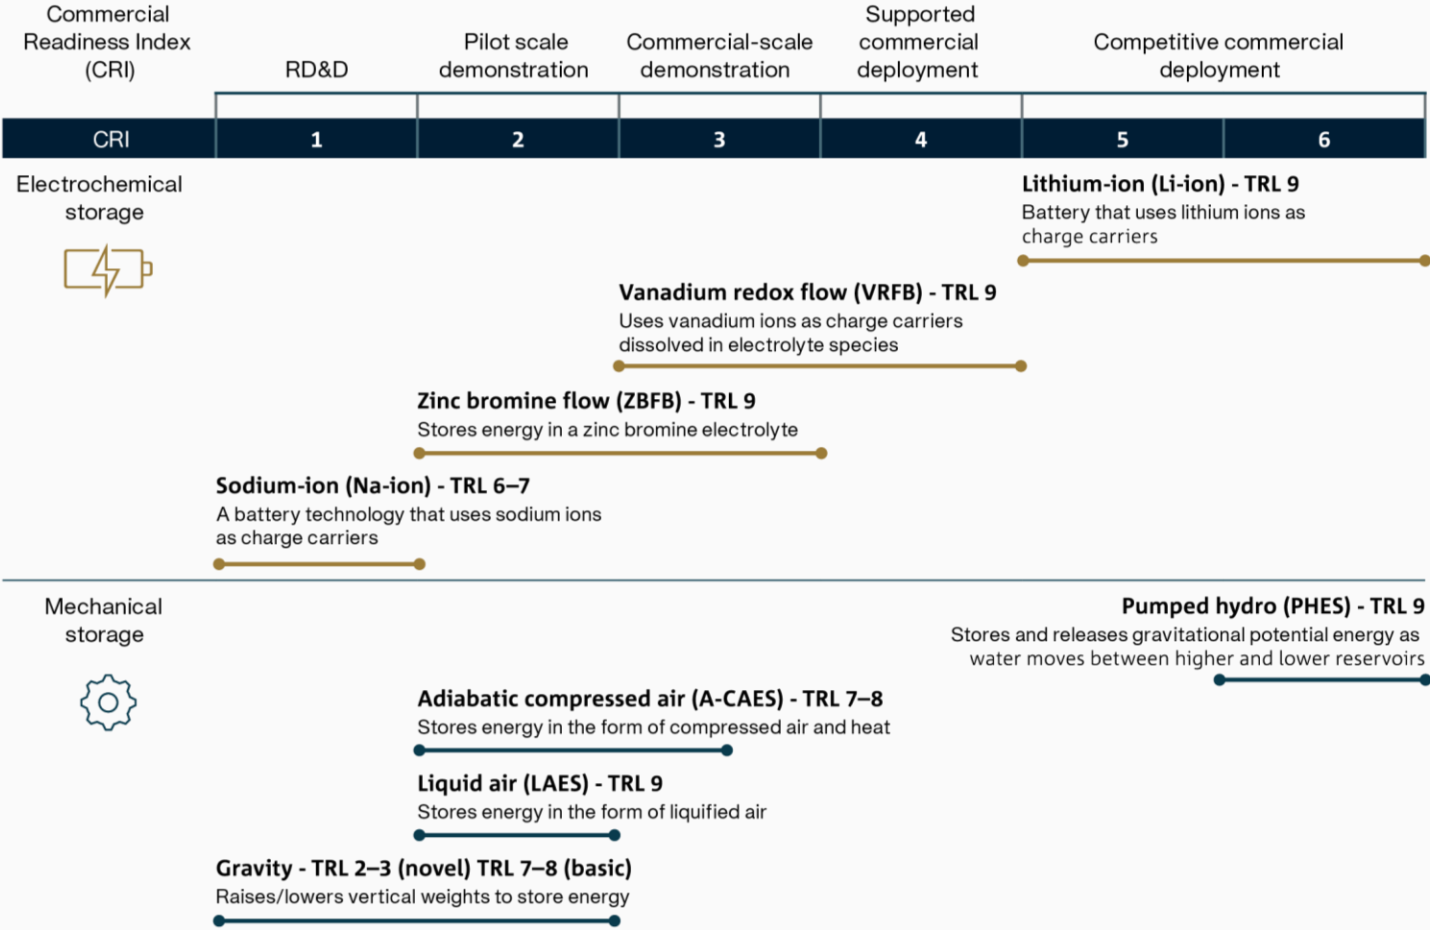 Commercial
Readiness Index
(CRI)
RD&D
Pilot scale
demonstration
Commercial-scale
demonstration
Supported
commercial
deployment
Competitive commercial
deployment
CRI 1 2 3 4 5 6
Electrochemical
storage
Lithium-ion (Li-ion) - TRL 9
Battery that uses lithium ions as
charge carriers
Vanadium redox flow (VRFB) - TRL 9
Uses vanadium ions as charge carriers
dissolved in electrolyte species
Zinc bromine flow (ZBFB) - TRL 9
Stores energy in a zinc bromine electrolyte
Sodium-ion (Na-ion) - TRL 6–7
A battery technology that uses sodium ions
as charge carriers
Mechanical
storage
Pumped hydro (PHES) - TRL 9
Stores and releases gravitational potential energy as
water moves between higher and lower reservoirs
Adiabatic compressed air (A-CAES) - TRL 7–8
Stores energy in the form of compressed air and heat
Liquid air (LAES) - TRL 9
Stores energy in the form of liquified air
Gravity - TRL 2–3 (novel) TRL 7–8 (basic)
Raises/lowers vertical weights to store energy